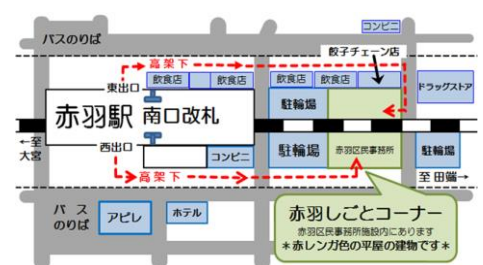 コンビニ
バスのりば
餃子チェーン店
高架下
飲食店
飲食店
飲食店
飲食店
ドラッグストア
東出口
駐輪場
赤羽駅 南口改札
←至
大宮
西出口
コンビニ
駐輪場
赤羽区民事務所
駐輪場
高架下
至 田端→
バス
のりば
アピレ
ホテル
赤羽しごとコーナー
赤羽区民事務所施設内にあります
*赤レンガ色の平屋の建物です*